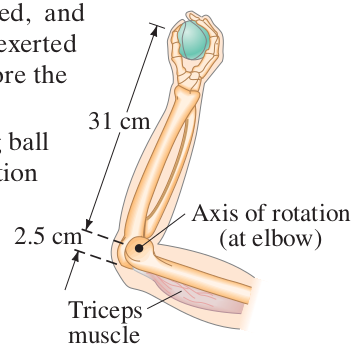 ed, and
exerted
ore the
31 cm
ball
tion
Axis of rotation
(at elbow)
2.5 cm
Triceps
muscle